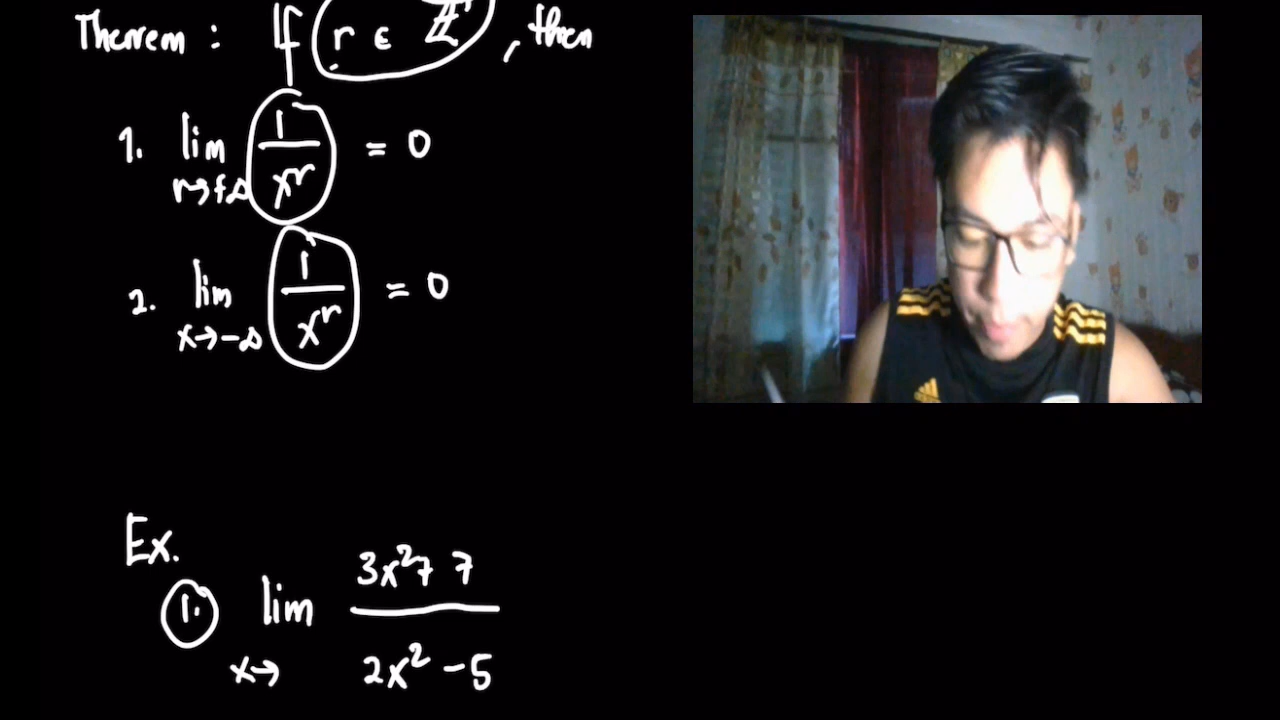 Theorem : If r ∈ ℤ⁺, then
1. lim r→+∞ 1/xʳ = 0
2. lim x→-∞ 1/xʳ = 0
Ex.
1. lim x→ 3x²+ 7 / 2x² - 5